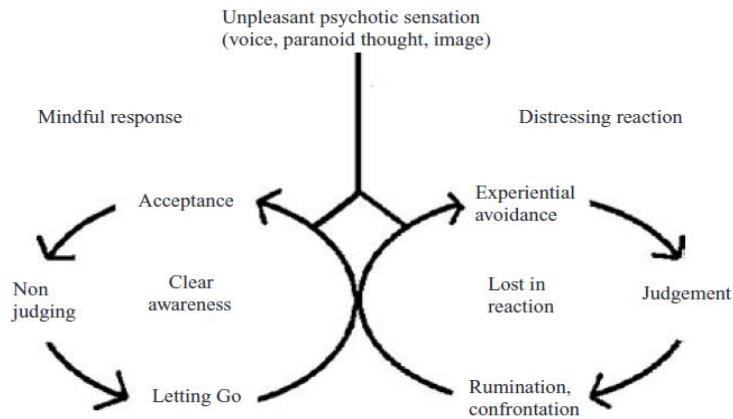 Unpleasant psychotic sensation
(voice, paranoid thought, image)
Mindful response
Distressing reaction
Acceptance
Experiential
avoidance
Non
judging
Clear
awareness
Lost in
reaction
Judgement
Letting Go
Rumination,
confrontation